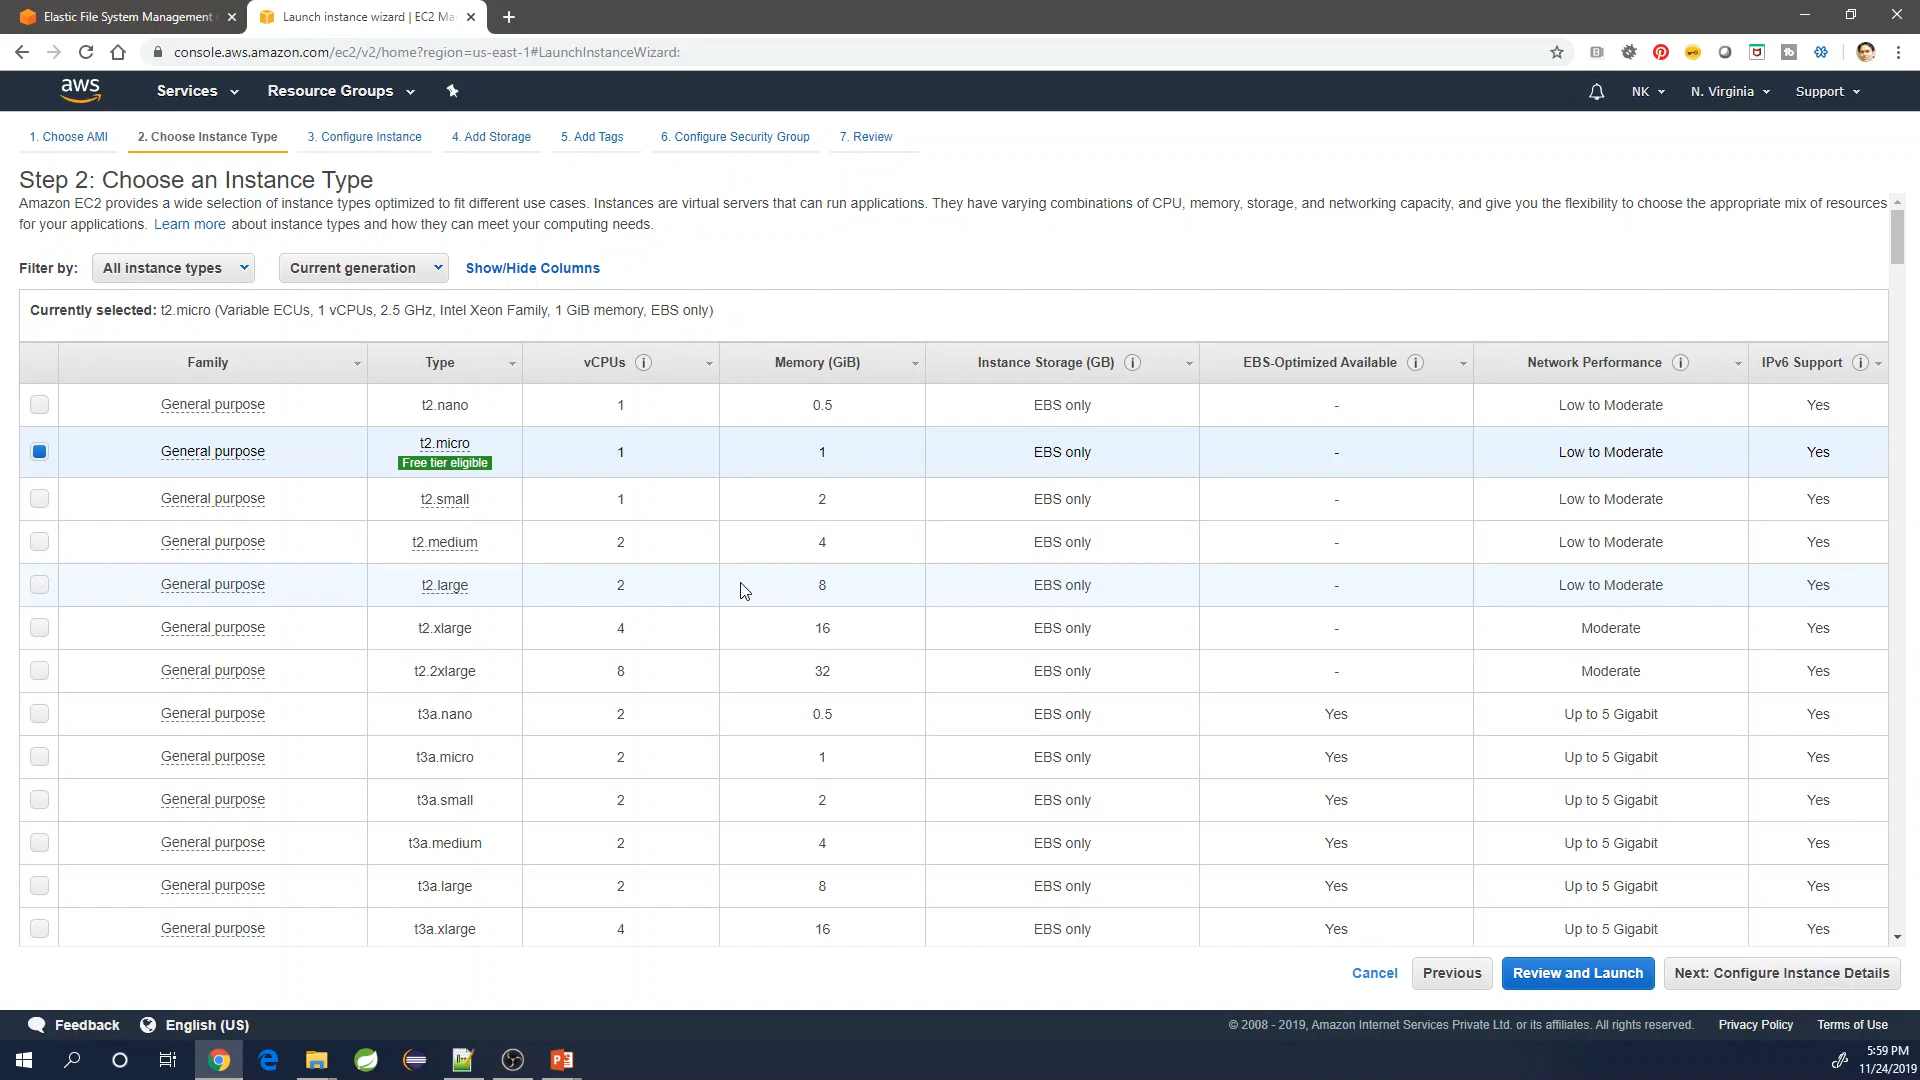 Elastic File System Management
Launch instance wizard | EC2 Ma
console.aws.amazon.com/ec2/v2/home?region=us-east-1#LaunchInstanceWizard:
aws
Services
Resource Groups
NK
N. Virginia
Support
1. Choose AMI
2. Choose Instance Type
3. Configure Instance
4. Add Storage
5. Add Tags
6. Configure Security Group
7. Review
Step 2: Choose an Instance Type
Amazon EC2 provides a wide selection of instance types optimized to fit different use cases. Instances are virtual servers that can run applications. They have varying combinations of CPU, memory, storage, and networking capacity, and give you the flexibility to choose the appropriate mix of resources
for your applications. Learn more about instance types and how they can meet your computing needs.
Filter by: All instance types Current generation Show/Hide Columns
Currently selected: t2.micro (Variable ECUs, 1 vCPUs, 2.5 GHz, Intel Xeon Family, 1 GiB memory, EBS only)
Family Type vCPUs Memory (GiB) Instance Storage (GB) EBS-Optimized Available Network Performance IPv6 Support
General purpose t2.nano 1 0.5 EBS only - Low to Moderate Yes
General purpose t2.micro 1 1 EBS only - Low to Moderate Yes
Free tier eligible
General purpose t2.small 1 2 EBS only - Low to Moderate Yes
General purpose t2.medium 2 4 EBS only - Low to Moderate Yes
General purpose t2.large 2 8 EBS only - Low to Moderate Yes
General purpose t2.xlarge 4 16 EBS only - Moderate Yes
General purpose t2.2xlarge 8 32 EBS only - Moderate Yes
General purpose t3a.nano 2 0.5 EBS only Yes Up to 5 Gigabit Yes
General purpose t3a.micro 2 1 EBS only Yes Up to 5 Gigabit Yes
General purpose t3a.small 2 2 EBS only Yes Up to 5 Gigabit Yes
General purpose t3a.medium 2 4 EBS only Yes Up to 5 Gigabit Yes
General purpose t3a.large 2 8 EBS only Yes Up to 5 Gigabit Yes
General purpose t3a.xlarge 4 16 EBS only Yes Up to 5 Gigabit Yes
Cancel
Previous
Review and Launch
Next: Configure Instance Details
Feedback
English (US)
© 2008 - 2019, Amazon Internet Services Private Ltd. or its affiliates. All rights reserved.
Privacy Policy
Terms of Use
5:59 PM
11/24/2019